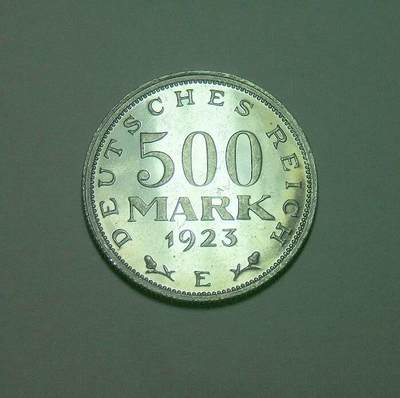 DEUTSCHES REICH
500
MARK
1923
E